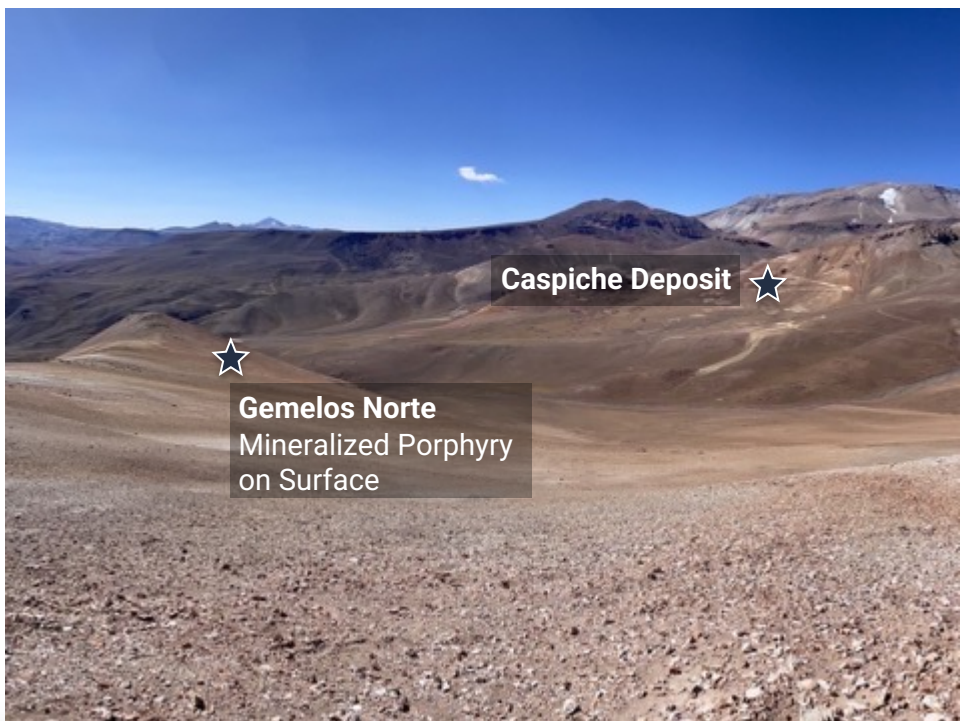 Caspiche Deposit
Gemelos Norte
Mineralized Porphyry
on Surface